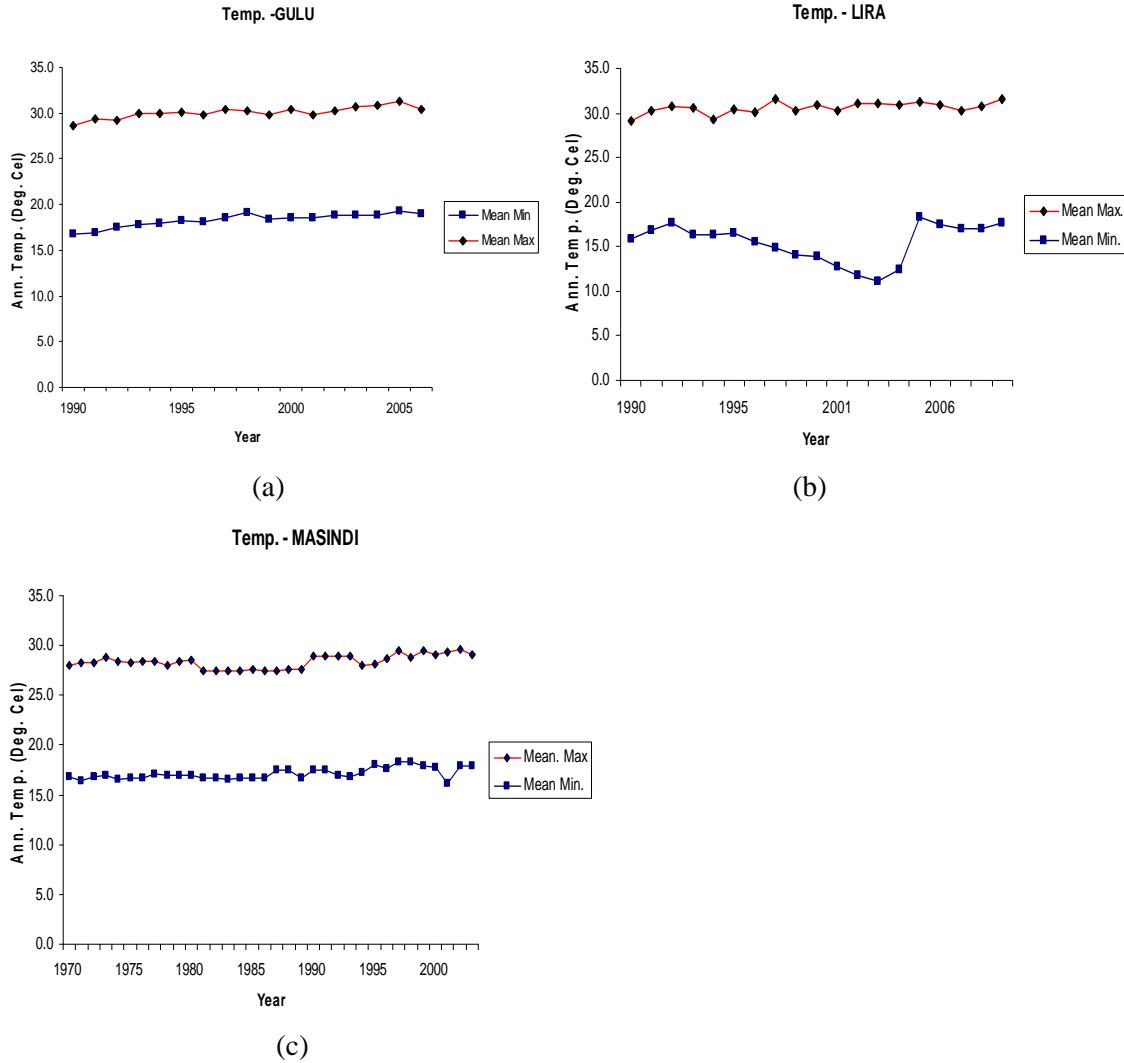 Temp. -GULU
35.0
30.0
25.0
20.0
15.0
10.0
5.0
0.0
Ann. Temp. (Deg. Cel)
1990 1995 2000 2005
Year
Mean Min
Mean Max
(a)
Temp. - LIRA
35.0
30.0
25.0
20.0
15.0
10.0
5.0
0.0
Ann. Temp. (Deg. Cel)
1990 1995 2001 2006
Year
Mean Max.
Mean Min.
(b)
Temp. - MASINDI
35.0
30.0
25.0
20.0
15.0
10.0
5.0
0.0
Ann. Temp. (Deg. Cel)
1970 1975 1980 1985 1990 1995 2000
Year
Mean. Max
Mean Min.
(c)